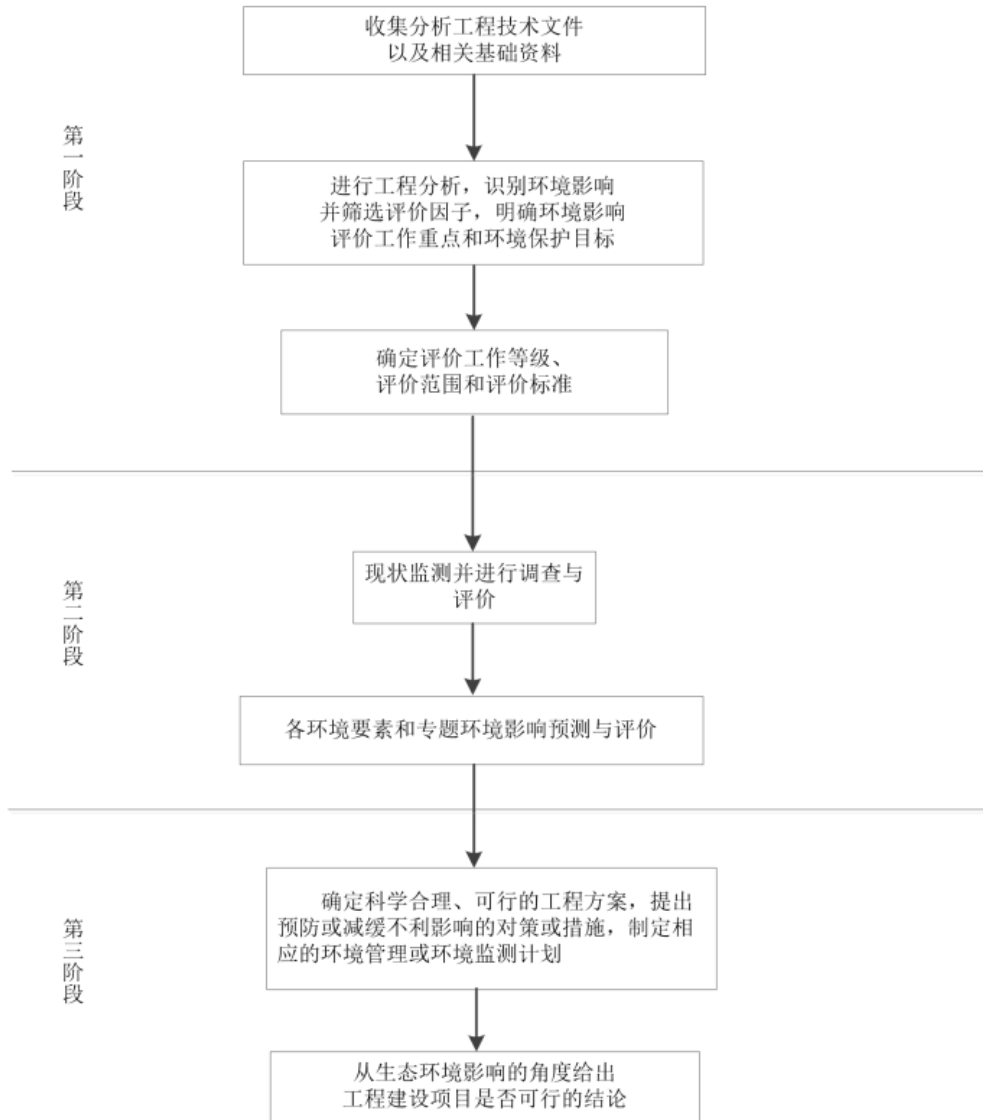 收集分析工程技术文件
以及相关基础资料
第一阶段
进行工程分析，识别环境影响
并筛选评价因子，明确环境影响
评价工作重点和环境保护目标
确定评价工作等级、
评价范围和评价标准
现状监测并进行调查与
评价
第二阶段
各环境要素和专题环境影响预测与评价
确定科学合理、可行的工程方案，提出
预防或减缓不利影响的对策或措施，制定相
应的环境管理或环境监测计划
第三阶段
从生态环境影响的角度给出
工程建设项目是否可行的结论